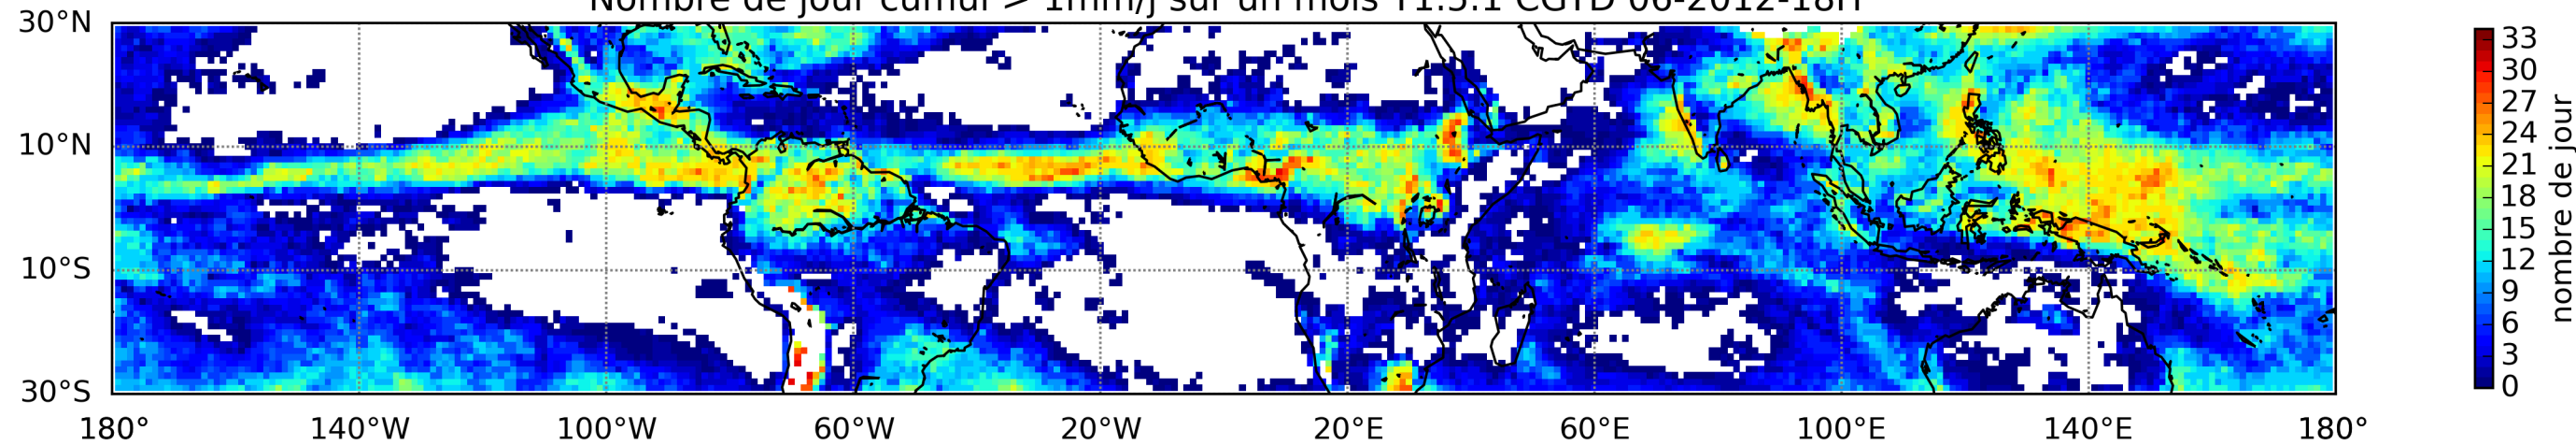 Nombre de jour cumul > 1mm/j sur un mois T1.5.1 CGTD 06-2012-18H
30°N
10°N
10°S
30°S
180° 140°W 100°W 60°W 20°W 20°E 60°E 100°E 140°E 180°
33
30
27
24
21
18
15
12
9
6
3
0
nombre de jour